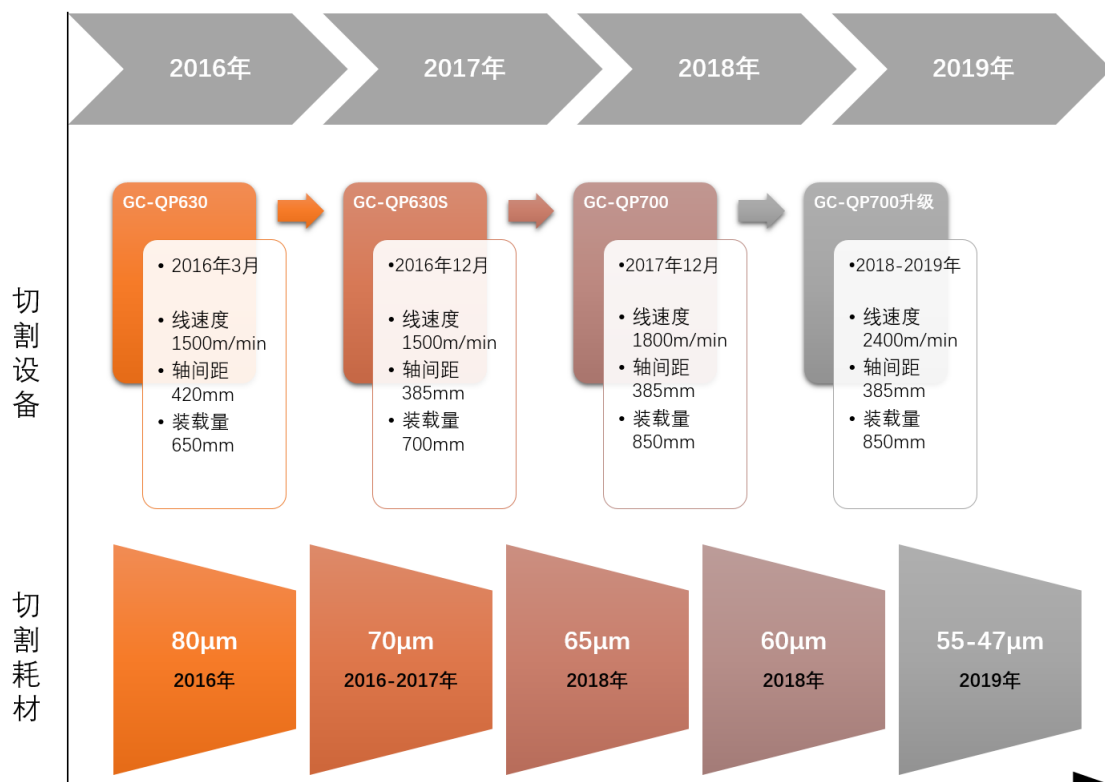 2016年
2017年
2018年
2019年
切割设备
GC-QP630
• 2016年3月
• 线速度
1500m/min
• 轴间距
420mm
• 装载量
650mm
GC-QP630S
•2016年12月
• 线速度
1500m/min
• 轴间距
385mm
• 装载量
700mm
GC-QP700
•2017年12月
• 线速度
1800m/min
• 轴间距
385mm
• 装载量
850mm
GC-QP700升级
•2018-2019年
• 线速度
2400m/min
• 轴间距
385mm
• 装载量
850mm
切割耗材
80μm
2016年
70μm
2016-2017年
65μm
2018年
60μm
2018年
55-47μm
2019年